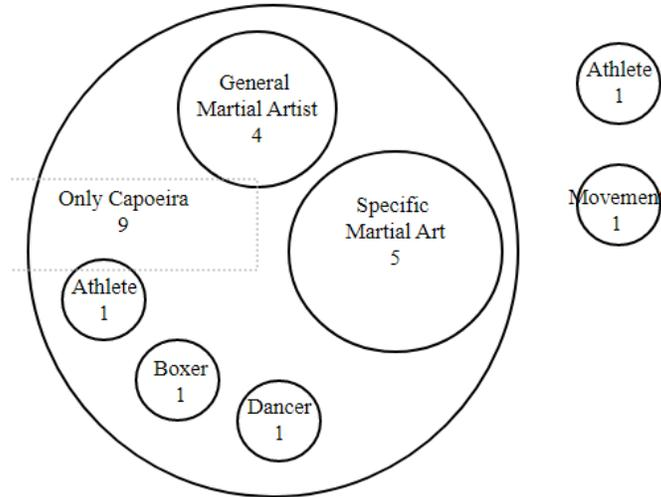 General
Martial Artist
4
Athlete
1
Only Capoeira
9
Specific
Martial Art
5
Movemen
1
Athlete
1
Boxer
1
Dancer
1